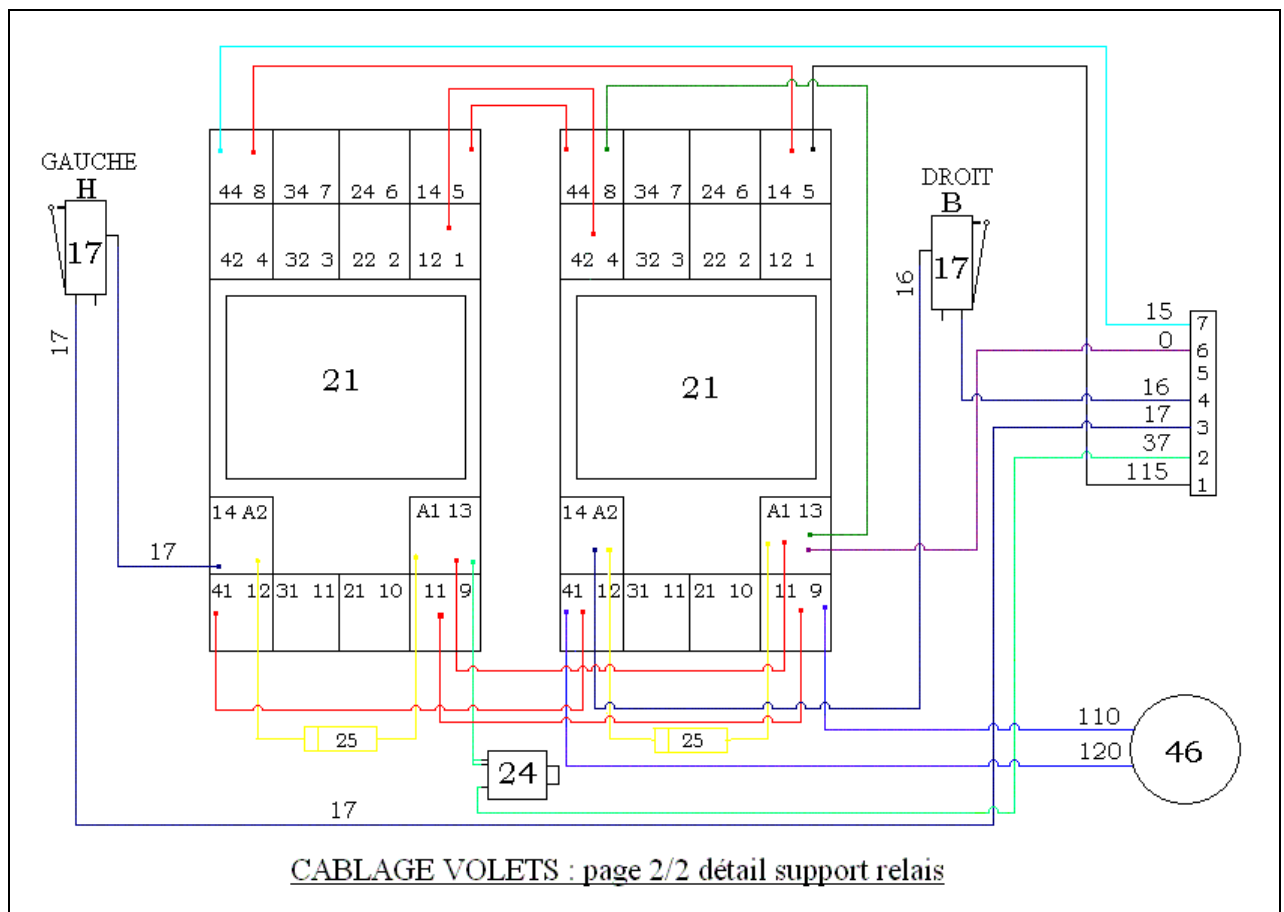 GAUCHE
H
17
17
17
44 8 34 7 24 6 14 5
42 4 32 3 22 2 12 1
21
14 A2 A1 13
41 12 31 11 21 10 11 9
44 8 34 7 24 6 14 5
42 4 32 3 22 2 12 1
21
14 A2 A1 13
41 12 31 11 21 10 11 9
DROIT
B
17
16
15 7
0 6
5
16 4
17 3
37 2
115 1
25
25
24
17
110
120
46
CABLAGE VOLETS : page 2/2 détail support relais